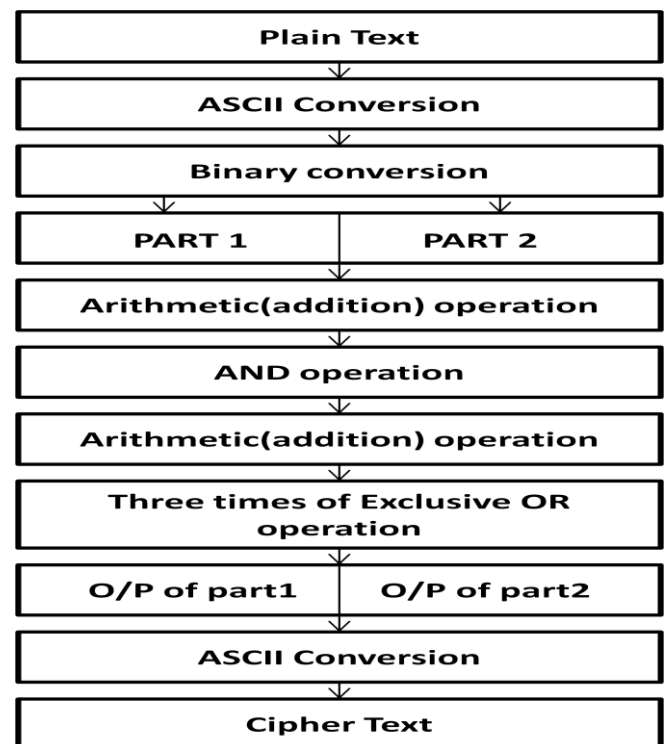 Plain Text
ASCII Conversion
Binary conversion
PART 1 PART 2
Arithmetic(addition) operation
AND operation
Arithmetic(addition) operation
Three times of Exclusive OR
operation
O/P of part1 O/P of part2
ASCII Conversion
Cipher Text